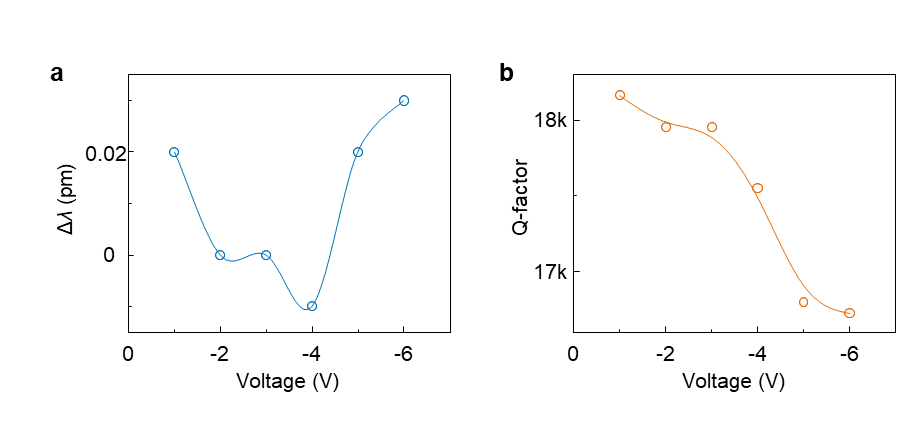 a
Δλ (pm)
0.02
0
0 -2 -4 -6
Voltage (V)
b
Q-factor
18k
17k
0 -2 -4 -6
Voltage (V)